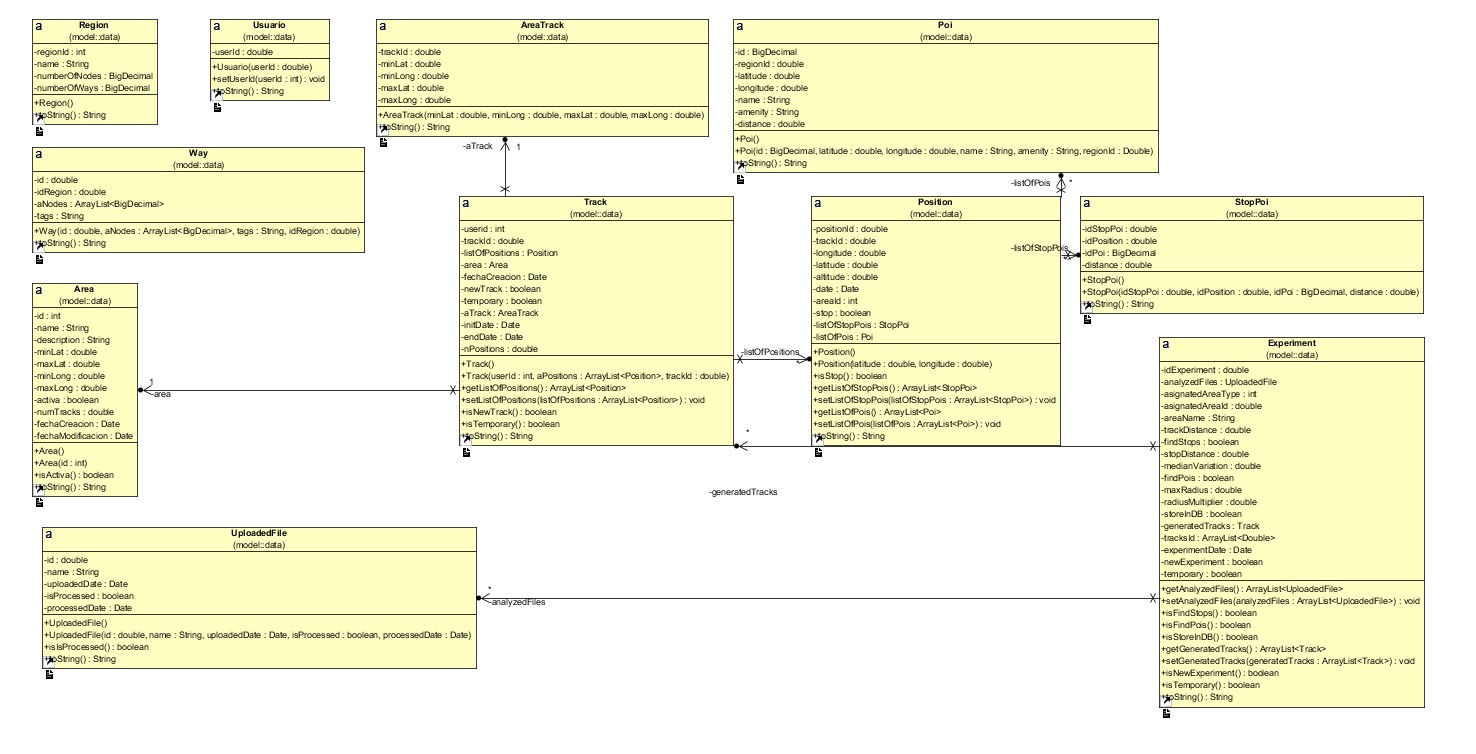 a
Region
(model::data)
-regionId : int
-name : String
-numberOfNodes : BigDecimal
-numberOfWays : BigDecimal
+Region()
+toString() : String
a
Usuario
(model::data)
-userId : double
+Usuario(userId : double)
+setUserId(userId : int) : void
+toString() : String
a
AreaTrack
(model::data)
-trackId : double
-minLat : double
-minLong : double
-maxLat : double
-maxLong : double
+AreaTrack(minLat : double, minLong : double, maxLat : double, maxLong : double)
+toString() : String
a
Poi
(model::data)
-id : BigDecimal
-regionId : double
-latitude : double
-longitude : double
-name : String
-amenity : String
-distance : double
+Poi()
+Poi(id : BigDecimal, latitude : double, longitude : double, name : String, amenity : String, regionId : Double)
+toString() : String
a
Way
(model::data)
-id : double
-idRegion : double
-aNodes : ArrayList<BigDecimal>
-tags : String
+Way(id : double, aNodes : ArrayList<BigDecimal>, tags : String, idRegion : double)
+toString() : String
-aTrack
1
-listOfPois
*
a
Track
(model::data)
-userid : int
-trackId : double
-listOfPositions : Position
-area : Area
-fechaCreacion : Date
-newTrack : boolean
-temporary : boolean
-aTrack : AreaTrack
-initDate : Date
-endDate : Date
-nPositions : double
+Track()
+Track(userId : int, aPositions : ArrayList<Position>, trackId : double)
+getListOfPositions() : ArrayList<Position>
+setListOfPositions(listOfPositions : ArrayList<Position>) : void
+isNewTrack() : boolean
+isTemporary() : boolean
+toString() : String
a
Position
(model::data)
-positionId : double
-trackId : double
-longitude : double
-latitude : double
-altitude : double
-date : Date
-areaId : int
-stop : boolean
-listOfStopPois : StopPoi
-listOfPois : Poi
+Position()
+Position(latitude : double, longitude : double)
+isStop() : boolean
+getListOfStopPois() : ArrayList<StopPoi>
+setListOfStopPois(listOfStopPois : ArrayList<StopPoi>) : void
+getListOfPois() : ArrayList<Poi>
+setListOfPois(listOfPois : ArrayList<Poi>) : void
+toString() : String
-listOfStopPois
*
a
StopPoi
(model::data)
-idStopPoi : double
-idPosition : double
-idPoi : BigDecimal
-distance : double
+StopPoi()
+StopPoi(idStopPoi : double, idPosition : double, idPoi : BigDecimal, distance : double)
+toString() : String
a
Area
(model::data)
-id : int
-name : String
-description : String
-minLat : double
-maxLat : double
-minLong : double
-maxLong : double
-activa : boolean
-numTracks : double
-fechaCreacion : Date
-fechaModificacion : Date
+Area()
+Area(id : int)
+isActiva() : boolean
+toString() : String
1
-area
-listOfPositions
*
a
Experiment
(model::data)
-idExperiment : double
-analyzedFiles : UploadedFile
-asignatedAreaType : int
-asignatedAreaId : double
-areaName : String
-trackDistance : double
-findStops : boolean
-stopDistance : double
-medianVariation : double
-findPois : boolean
-maxRadius : double
-radiusMultiplier : double
-storeInDB : boolean
-generatedTracks : Track
-tracksId : ArrayList<Double>
-experimentDate : Date
-newExperiment : boolean
-temporary : boolean
+getAnalyzedFiles() : ArrayList<UploadedFile>
+setAnalyzedFiles(analyzedFiles : ArrayList<UploadedFile>) : void
+isFindStops() : boolean
+isFindPois() : boolean
+isStoreInDB() : boolean
+getGeneratedTracks() : ArrayList<Track>
+setGeneratedTracks(generatedTracks : ArrayList<Track>) : void
+isNewExperiment() : boolean
+isTemporary() : boolean
+toString() : String
*
-generatedTracks
a
UploadedFile
(model::data)
-id : double
-name : String
-uploadedDate : Date
-isProcessed : boolean
-processedDate : Date
+UploadedFile()
+UploadedFile(id : double, name : String, uploadedDate : Date, isProcessed : boolean, processedDate : Date)
+isIsProcessed() : boolean
+toString() : String
*
-analyzedFiles